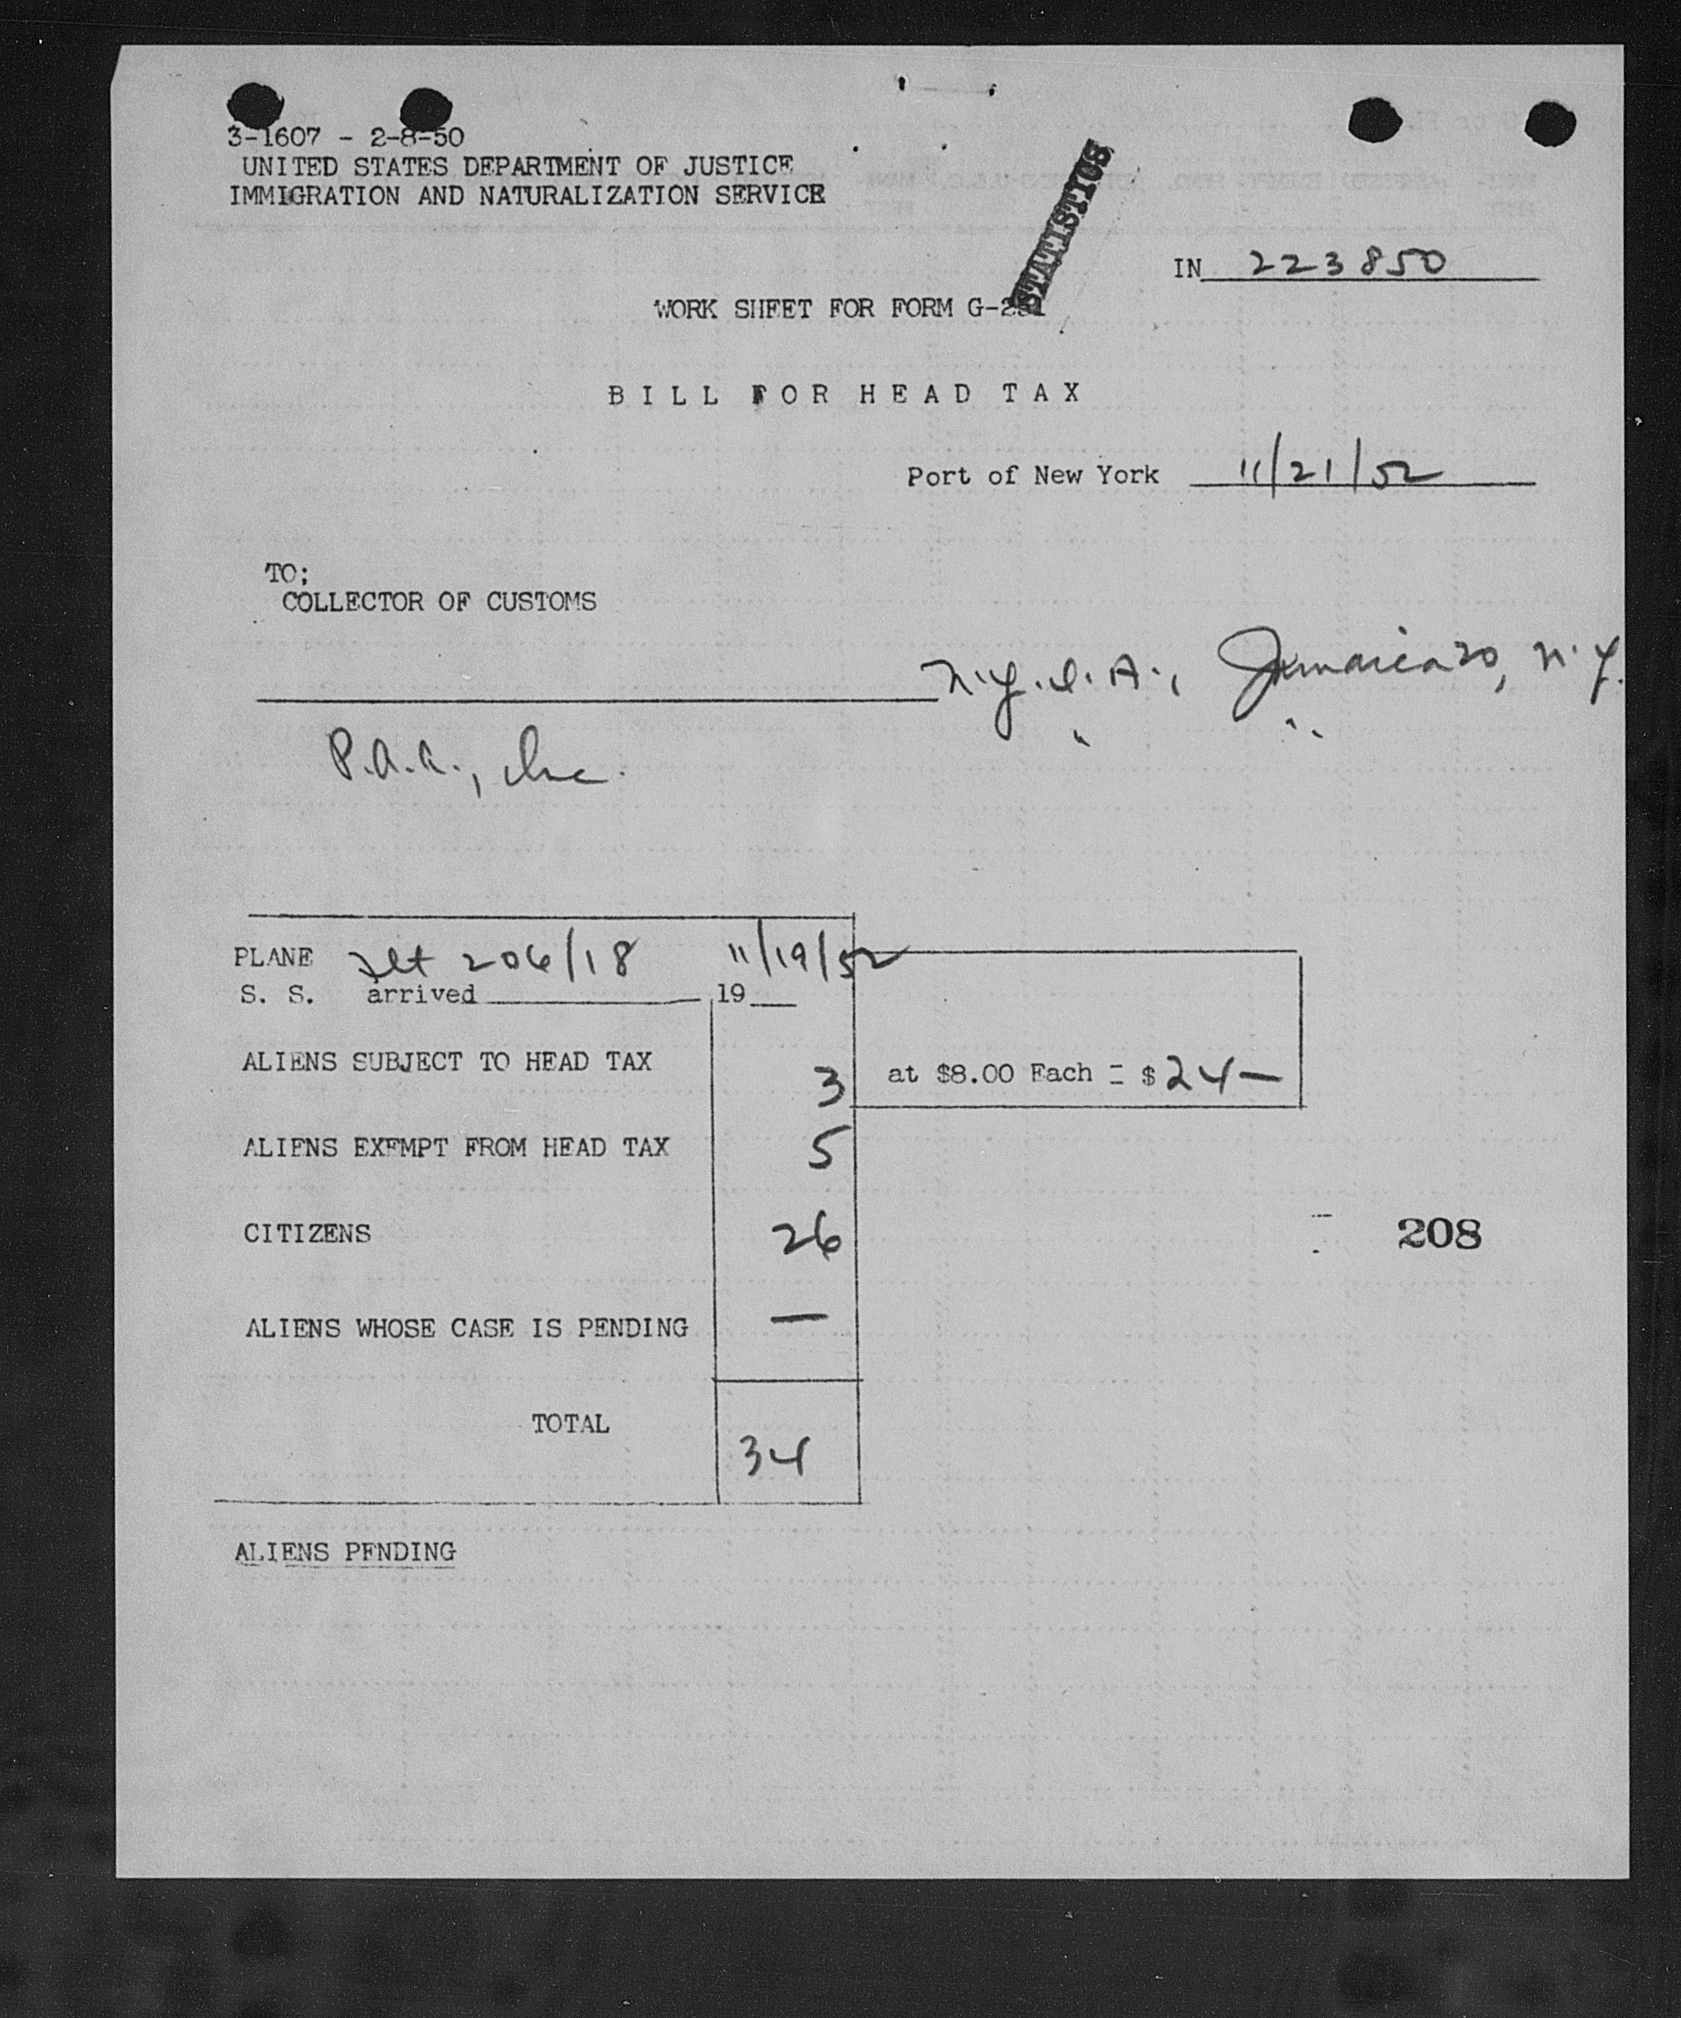 3-1607 - 2-8-50
UNITED STATES DEPARTMENT OF JUSTICE
IMMIGRATION AND NATURALIZATION SERVICE
STATISTICS
IN 223850
WORK SHEET FOR FORM G-
BILL FOR HEAD TAX
Port of New York 11/21/52
TO:
COLLECTOR OF CUSTOMS
N.Y.I.A., Jamaica 30, N.Y.
P.A.A., Inc. " "
PLANE flt 206/18 11/19/52
S. S. arrived 19
ALIENS SUBJECT TO HEAD TAX 3 at $8.00 Each = $ 24—
ALIENS EXEMPT FROM HEAD TAX 5
CITIZENS 26
208
ALIENS WHOSE CASE IS PENDING —
TOTAL 34
ALIENS PENDING